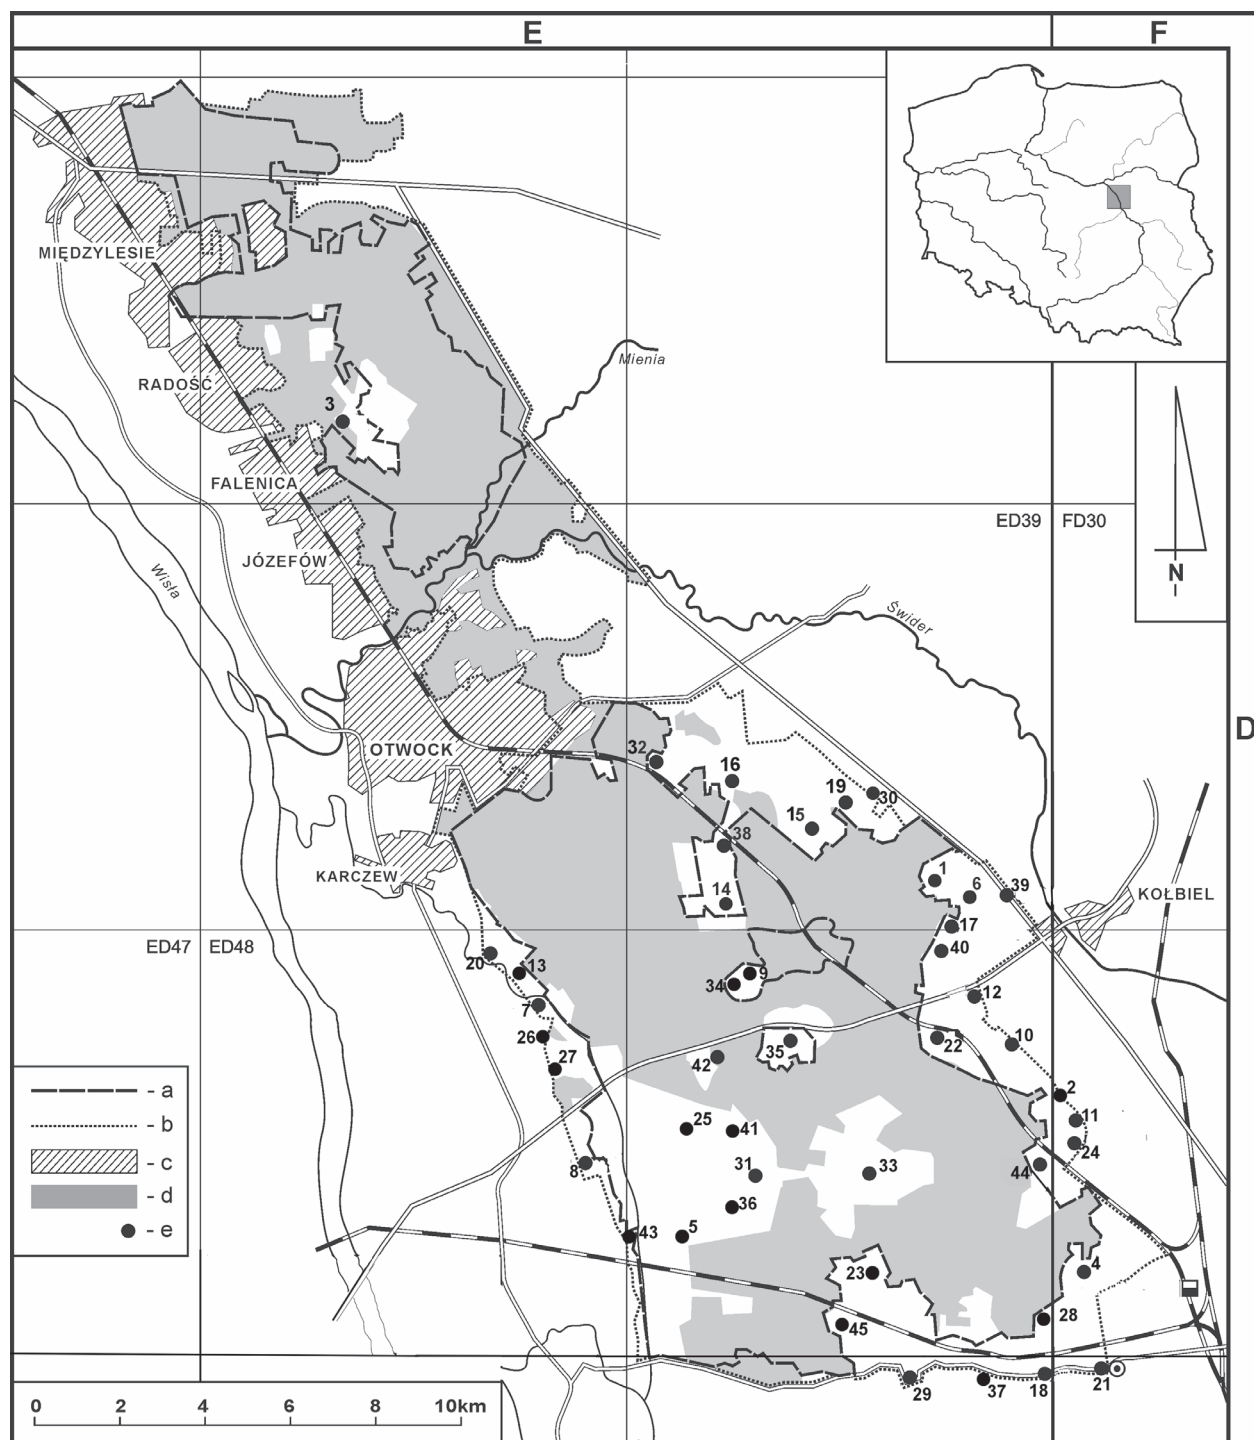 E
F
MIĘDZYLESIE
Mienia
RADOŚĆ
3
FALENICA
ED39
FD30
JÓZEFÓW
N
Wisła
Świder
D
OTWOCK
32
16
19
30
15
38
KARCZEW
1
6
39
KOŁBIEL
14
17
ED47
ED48
40
20
13
9
34
12
7
26
10
22
35
27
42
2
- a
25
41
11
- b
24
8
31
33
44
- c
36
- d
43
5
- e
4
23
28
45
29
37
18
21
0
2
4
6
8
10km